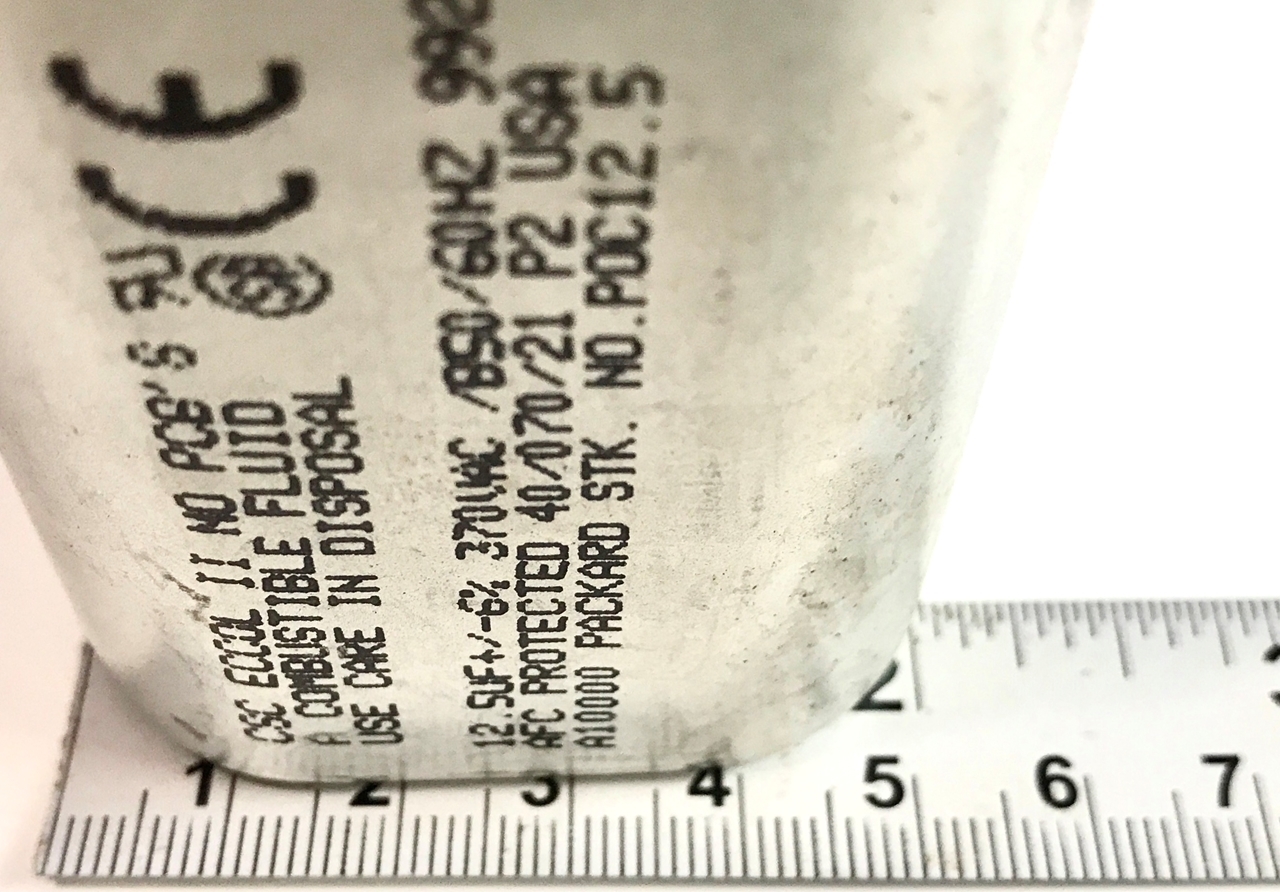 CSC ECCOL II NO PCB'S
A COMBUSTIBLE FLUID
USE CARE IN DISPOSAL
CE
12.5UF+/-6% 370VAC /B50/60HZ 992
AFC PROTECTED 40/070/21 P2 USA
A10000 PACKARD STK. NO.POC12.5
2
1 2 3 4 5 6 7